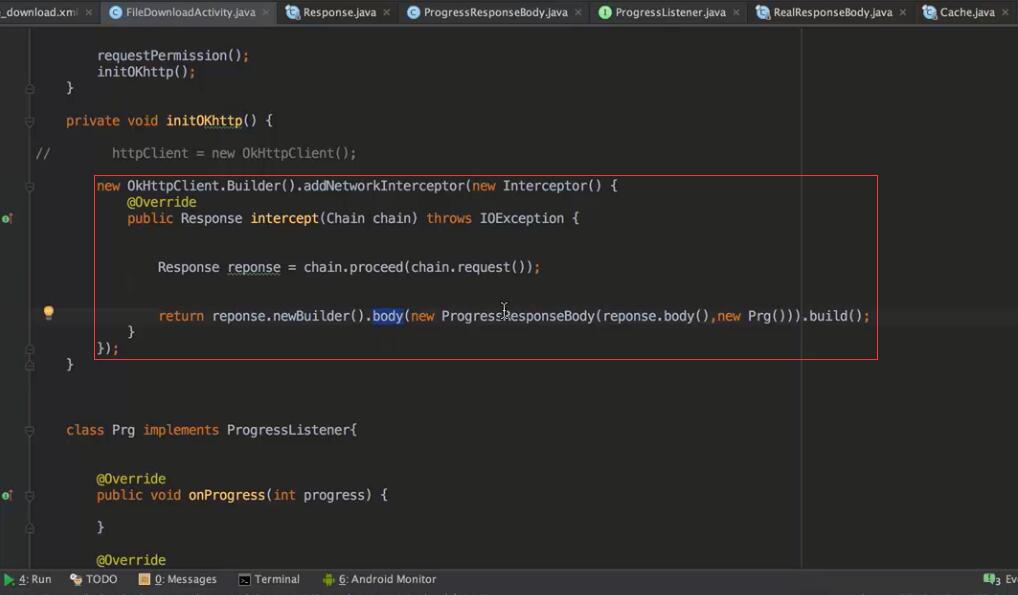 _download.xml
FileDownloadActivity.java
Response.java
ProgressResponseBody.java
ProgressListener.java
RealResponseBody.java
Cache.java
requestPermission();
initOKhttp();
}
private void initOKhttp() {
// httpClient = new OkHttpClient();
new OkHttpClient.Builder().addNetworkInterceptor(new Interceptor() {
@Override
public Response intercept(Chain chain) throws IOException {
Response reponse = chain.proceed(chain.request());
return reponse.newBuilder().body(new ProgressResponseBody(reponse.body(),new Prg())).build();
}
});
}
class Prg implements ProgressListener{
@Override
public void onProgress(int progress) {
}
@Override
4: Run
TODO
0: Messages
Terminal
6: Android Monitor
3